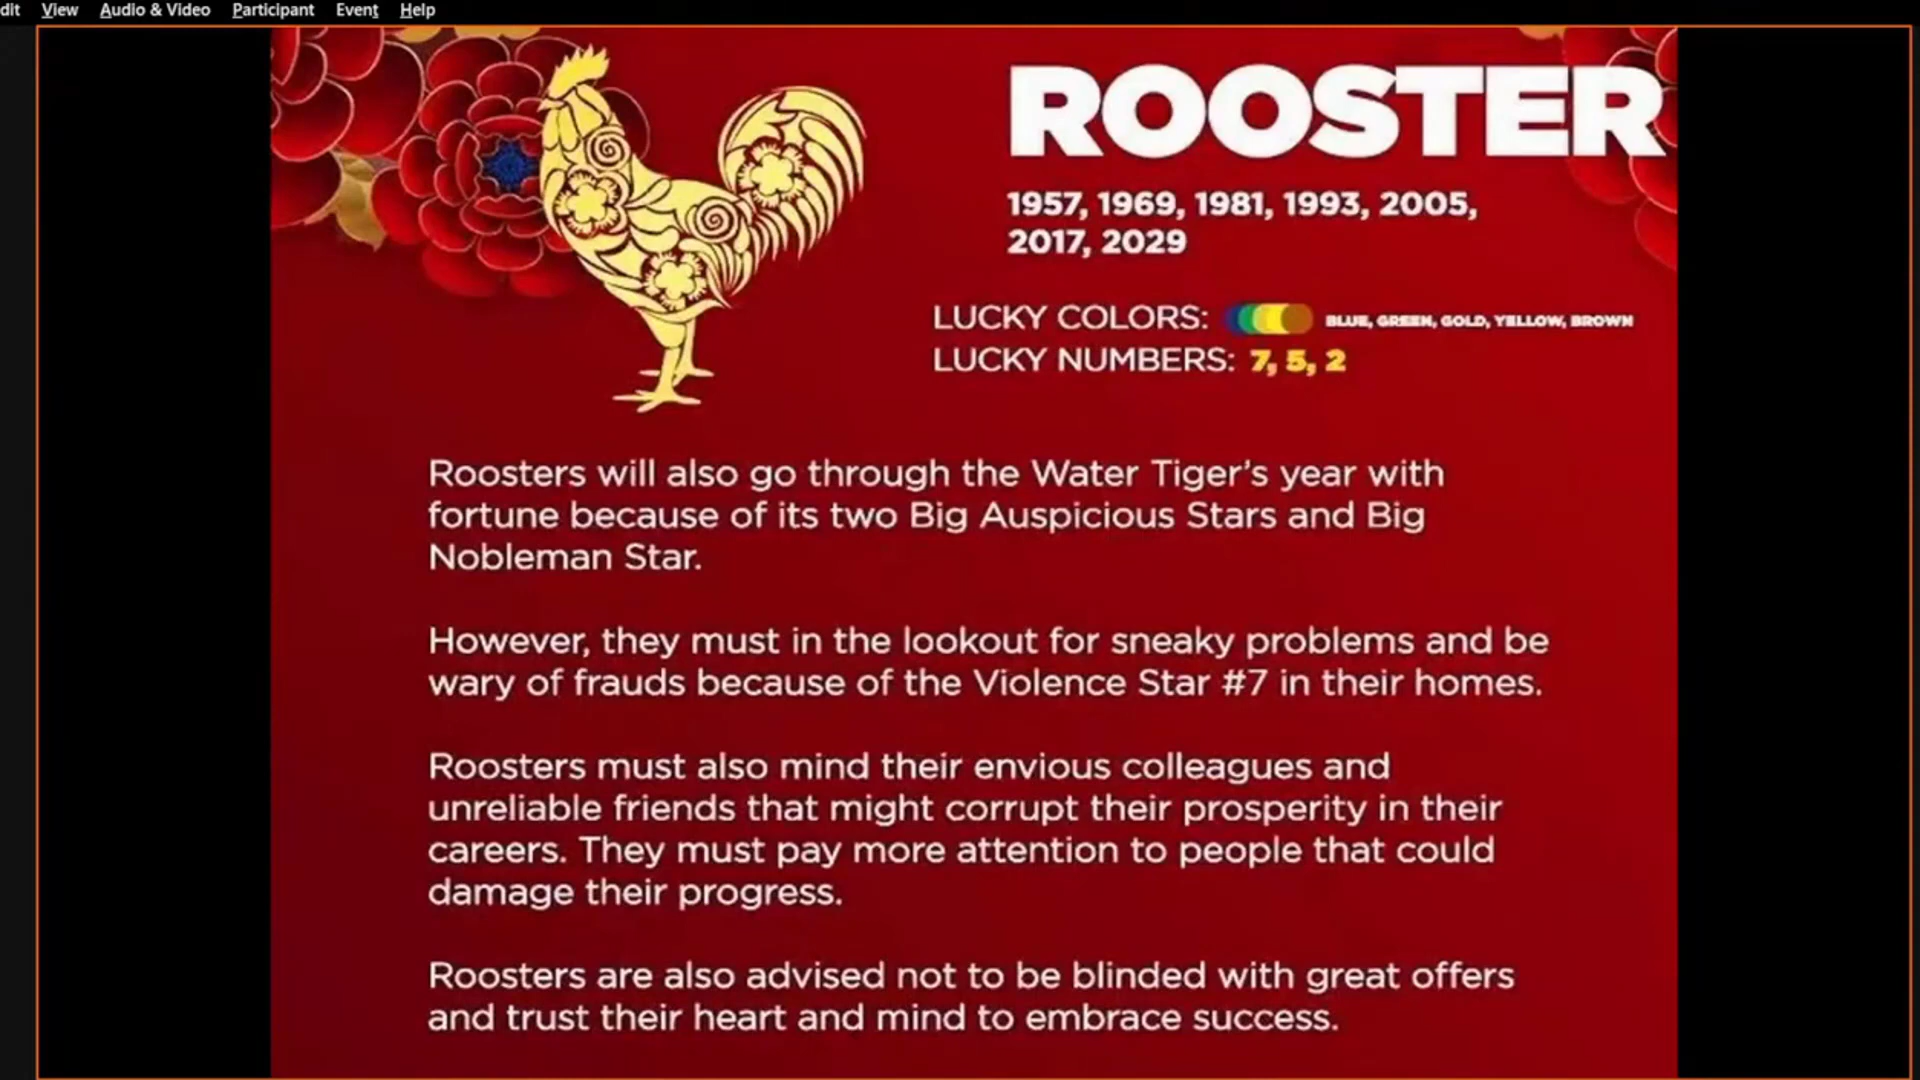 dit View Audio & Video Participant Event Help
ROOSTER
1957, 1969, 1981, 1993, 2005,
2017, 2029
LUCKY COLORS: BLUE, GREEN, GOLD, YELLOW, BROWN
LUCKY NUMBERS: 7, 5, 2
Roosters will also go through the Water Tiger's year with
fortune because of its two Big Auspicious Stars and Big
Nobleman Star.
However, they must in the lookout for sneaky problems and be
wary of frauds because of the Violence Star #7 in their homes.
Roosters must also mind their envious colleagues and
unreliable friends that might corrupt their prosperity in their
careers. They must pay more attention to people that could
damage their progress.
Roosters are also advised not to be blinded with great offers
and trust their heart and mind to embrace success.